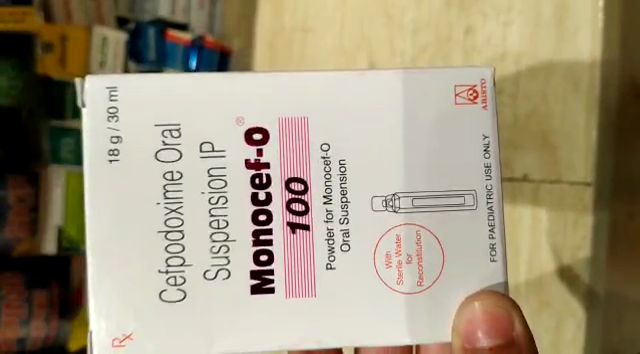 Rx
18 g / 30 ml
Cefpodoxime Oral
Suspension IP
Monocef-O®
100
Powder for Monocef-O
Oral Suspension
With
Sterile Water
for
Reconstitution
ARISTO
FOR PAEDIATRIC USE ONLY